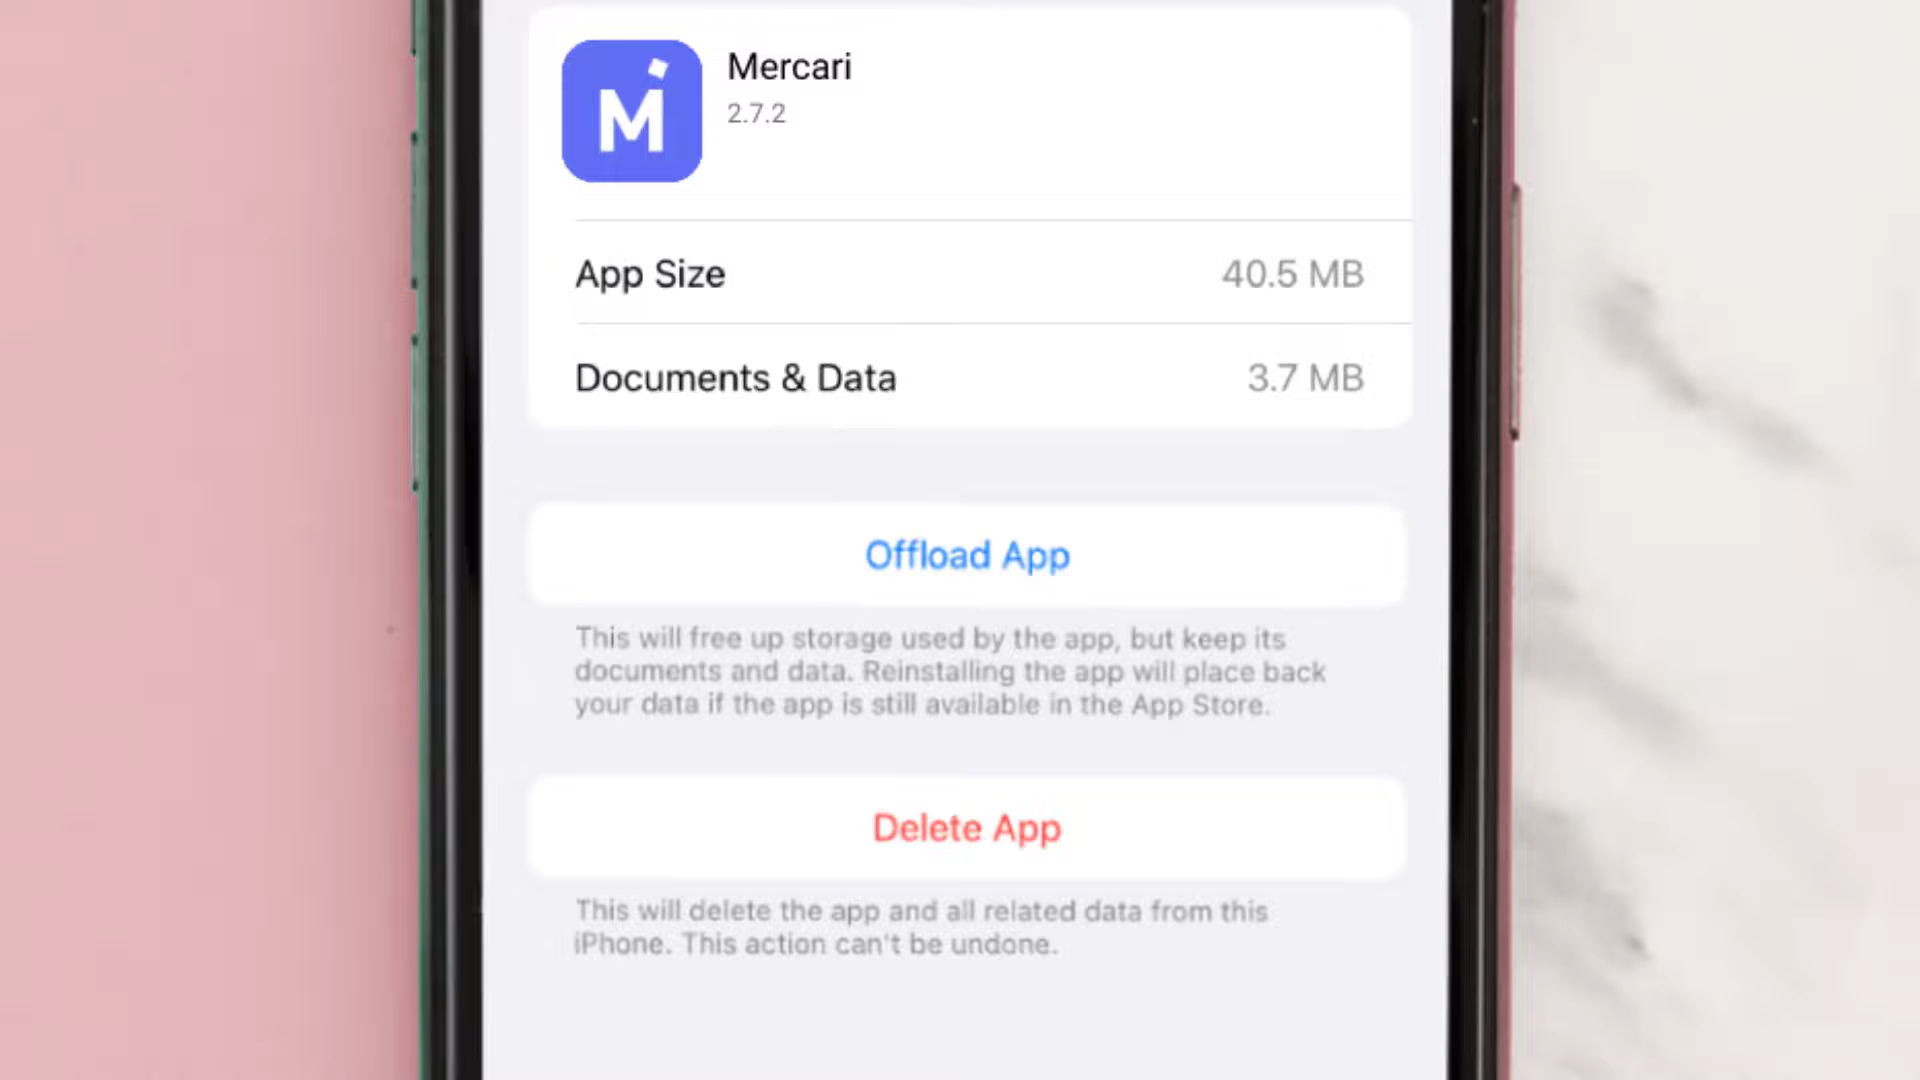 M
Mercari
2.7.2
App Size 40.5 MB
Documents & Data 3.7 MB
Offload App
This will free up storage used by the app, but keep its
documents and data. Reinstalling the app will place back
your data if the app is still available in the App Store.
Delete App
This will delete the app and all related data from this
iPhone. This action can't be undone.